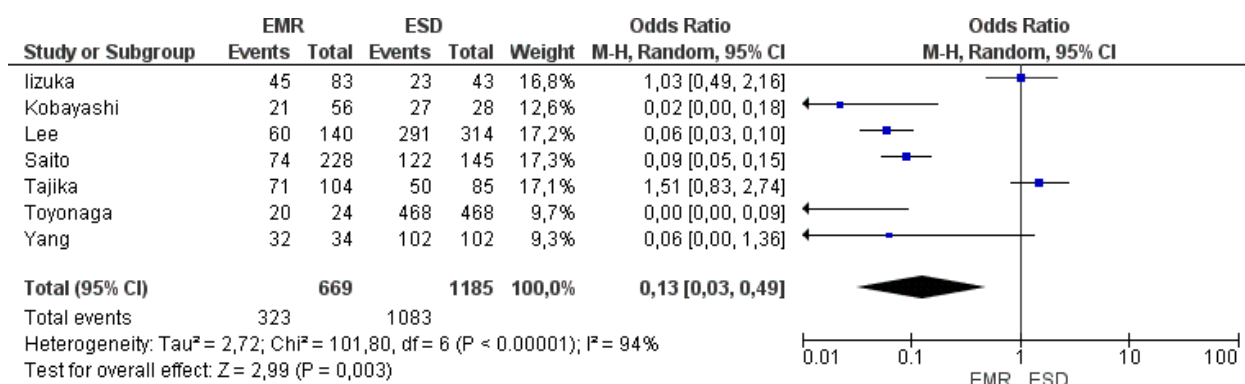 EMR ESD Odds Ratio Odds Ratio
Study or Subgroup Events Total Events Total Weight M-H, Random, 95% CI M-H, Random, 95% CI
Iizuka 45 83 23 43 16,8% 1,03 [0,49, 2,16]
Kobayashi 21 56 27 28 12,6% 0,02 [0,00, 0,18]
Lee 60 140 291 314 17,2% 0,06 [0,03, 0,10]
Saito 74 228 122 145 17,3% 0,09 [0,05, 0,15]
Tajika 71 104 50 85 17,1% 1,51 [0,83, 2,74]
Toyonaga 20 24 468 468 9,7% 0,00 [0,00, 0,09]
Yang 32 34 102 102 9,3% 0,06 [0,00, 1,36]
Total (95% CI) 669 1185 100,0% 0,13 [0,03, 0,49]
Total events 323 1083
Heterogeneity: Tau² = 2,72; Chi² = 101,80, df = 6 (P < 0.00001); I² = 94%
Test for overall effect: Z = 2,99 (P = 0,003)
0.01 0.1 1 10 100
EMR ESD